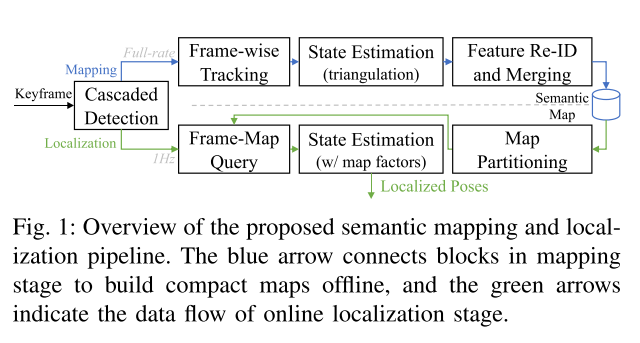 Full-rate
Mapping
Keyframe
Cascaded
Detection
Localization
1Hz
Frame-wise
Tracking
State Estimation
(triangulation)
Feature Re-ID
and Merging
Semantic
Map
Frame-Map
Query
State Estimation
(w/ map factors)
Map
Partitioning
Localized Poses
Fig. 1: Overview of the proposed semantic mapping and local-
ization pipeline. The blue arrow connects blocks in mapping
stage to build compact maps offline, and the green arrows
indicate the data flow of online localization stage.